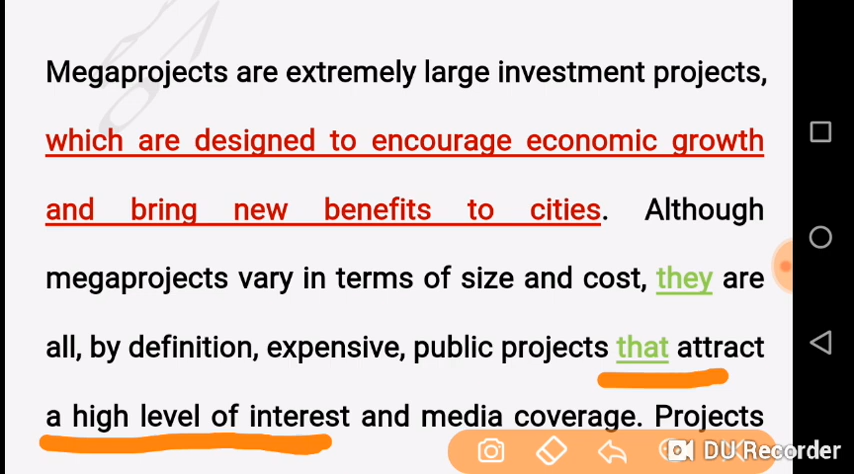 Megaprojects are extremely large investment projects,
which are designed to encourage economic growth
and bring new benefits to cities. Although
megaprojects vary in terms of size and cost, they are
all, by definition, expensive, public projects that attract
a high level of interest and media coverage. Projects
DU Recorder